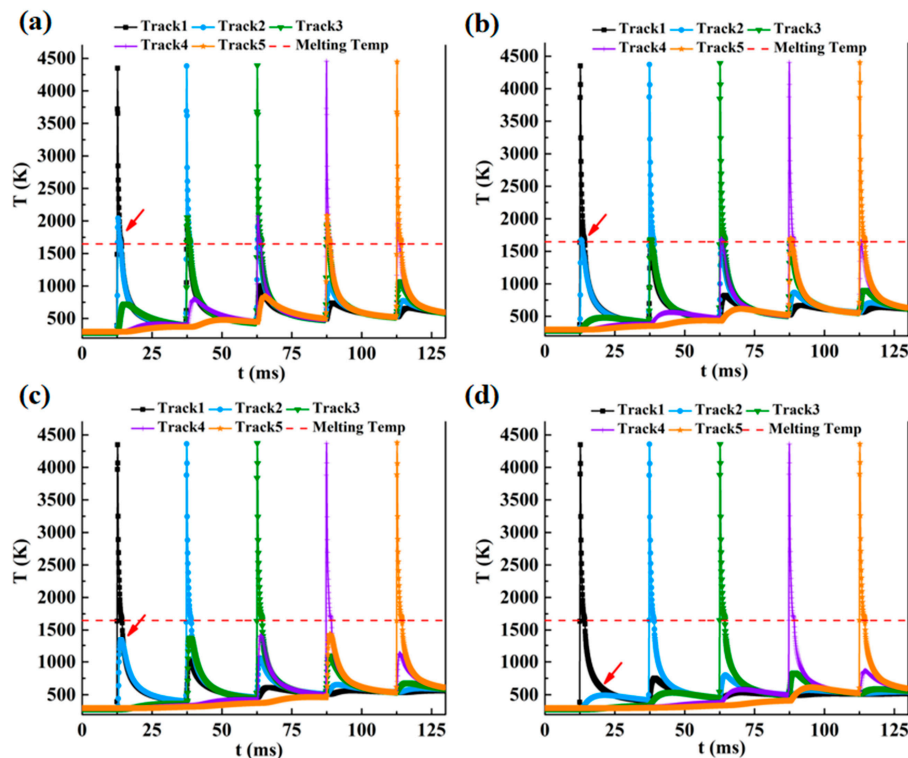 (a)
Track1 Track2 Track3
Track4 Track5 Melting Temp
4500
4000
3500
3000
2500
2000
1500
1000
500
T (K)
0 25 50 75 100 125
t (ms)
(b)
Track1 Track2 Track3
Track4 Track5 Melting Temp
4500
4000
3500
3000
2500
2000
1500
1000
500
T (K)
0 25 50 75 100 125
t (ms)
(c)
Track1 Track2 Track3
Track4 Track5 Melting Temp
4500
4000
3500
3000
2500
2000
1500
1000
500
T (K)
0 25 50 75 100 125
t (ms)
(d)
Track1 Track2 Track3
Track4 Track5 Melting Temp
4500
4000
3500
3000
2500
2000
1500
1000
500
T (K)
0 25 50 75 100 125
t (ms)